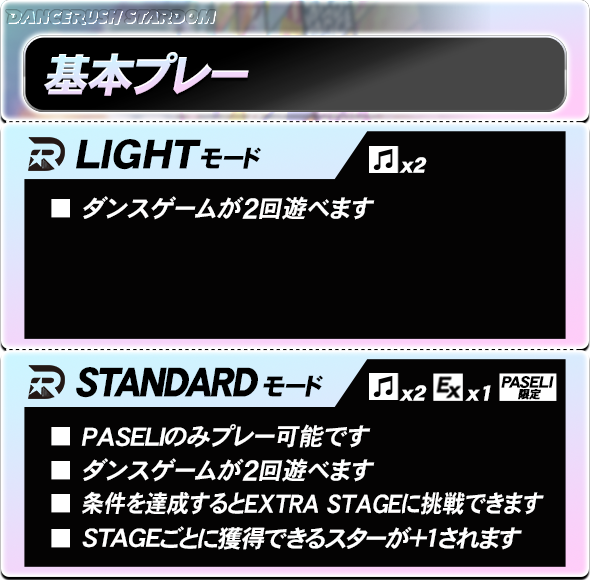 DANCERUSH STARDOM
基本プレー
LIGHTモード
x2
■ ダンスゲームが2回遊べます
STANDARDモード
x2 Ex x1 PASELI限定
■ PASELIのみプレー可能です
■ ダンスゲームが2回遊べます
■ 条件を達成するとEXTRA STAGEに挑戦できます
■ STAGEごとに獲得できるスターが+1されます